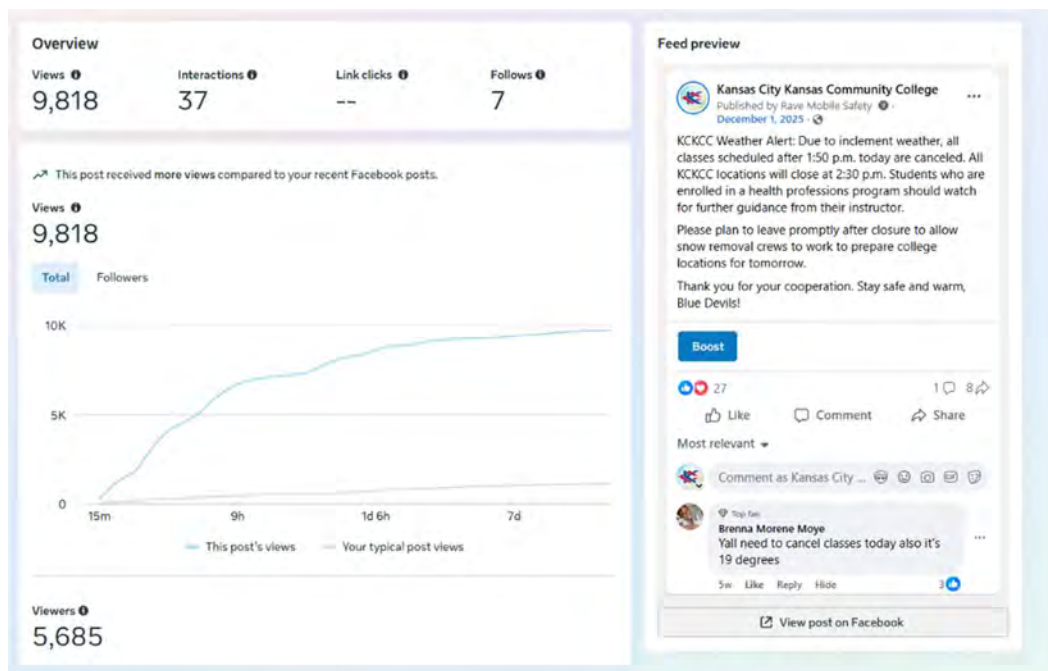 Overview
Views
Interactions
Link clicks
Follows
9,818
37
--
7
This post received more views compared to your recent Facebook posts.
Views
9,818
Total Followers
10K
5K
0
15m 9h 1d 6h 7d
This post's views Your typical post views
Viewers
5,685
Feed preview
Kansas City Kansas Community College
Published by Rave Mobile Safety
December 1, 2025
KCKCC Weather Alert: Due to inclement weather, all
classes scheduled after 1:50 p.m. today are canceled. All
KCKCC locations will close at 2:30 p.m. Students who are
enrolled in a health professions program should watch
for further guidance from their instructor.
Please plan to leave promptly after closure to allow
snow removal crews to work to prepare college
locations for tomorrow.
Thank you for your cooperation. Stay safe and warm,
Blue Devils!
Boost
27
1 8
Like Comment Share
Most relevant
Comment as Kansas City ...
Top fan
Brenna Morene Moye
Yall need to cancel classes today also it's
19 degrees
5w Like Reply Hide 3
View post on Facebook